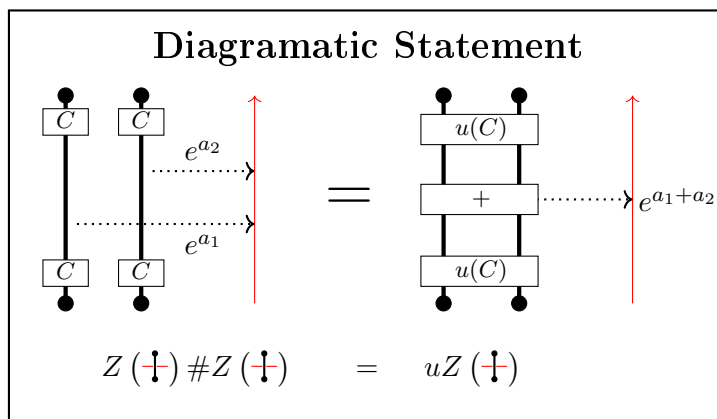 Diagramatic Statement
C C u(C)
e^{a_2}
= + e^{a_1+a_2}
e^{a_1}
C C u(C)
Z ( ) # Z ( ) = uZ ( )